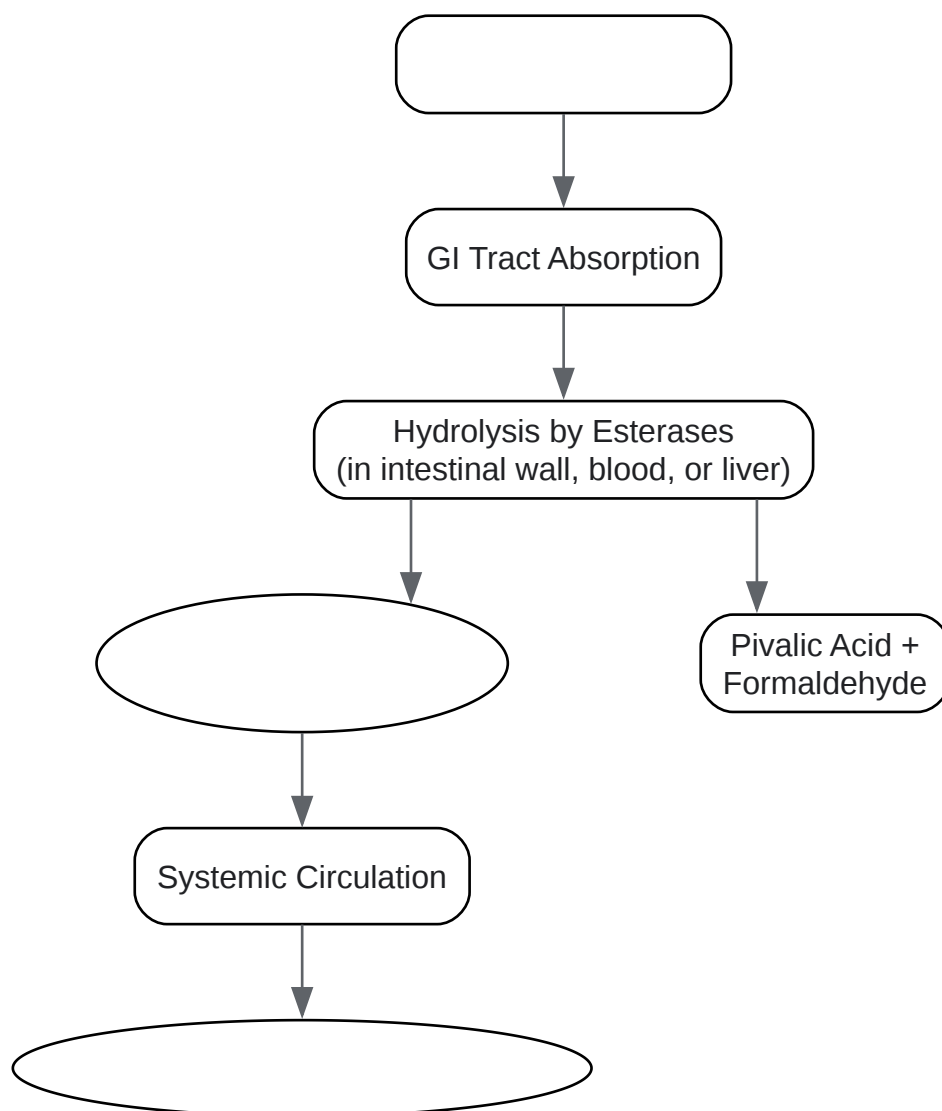 GI Tract Absorption
Hydrolysis by Esterases
(in intestinal wall, blood, or liver)
Pivalic Acid +
Formaldehyde
Systemic Circulation